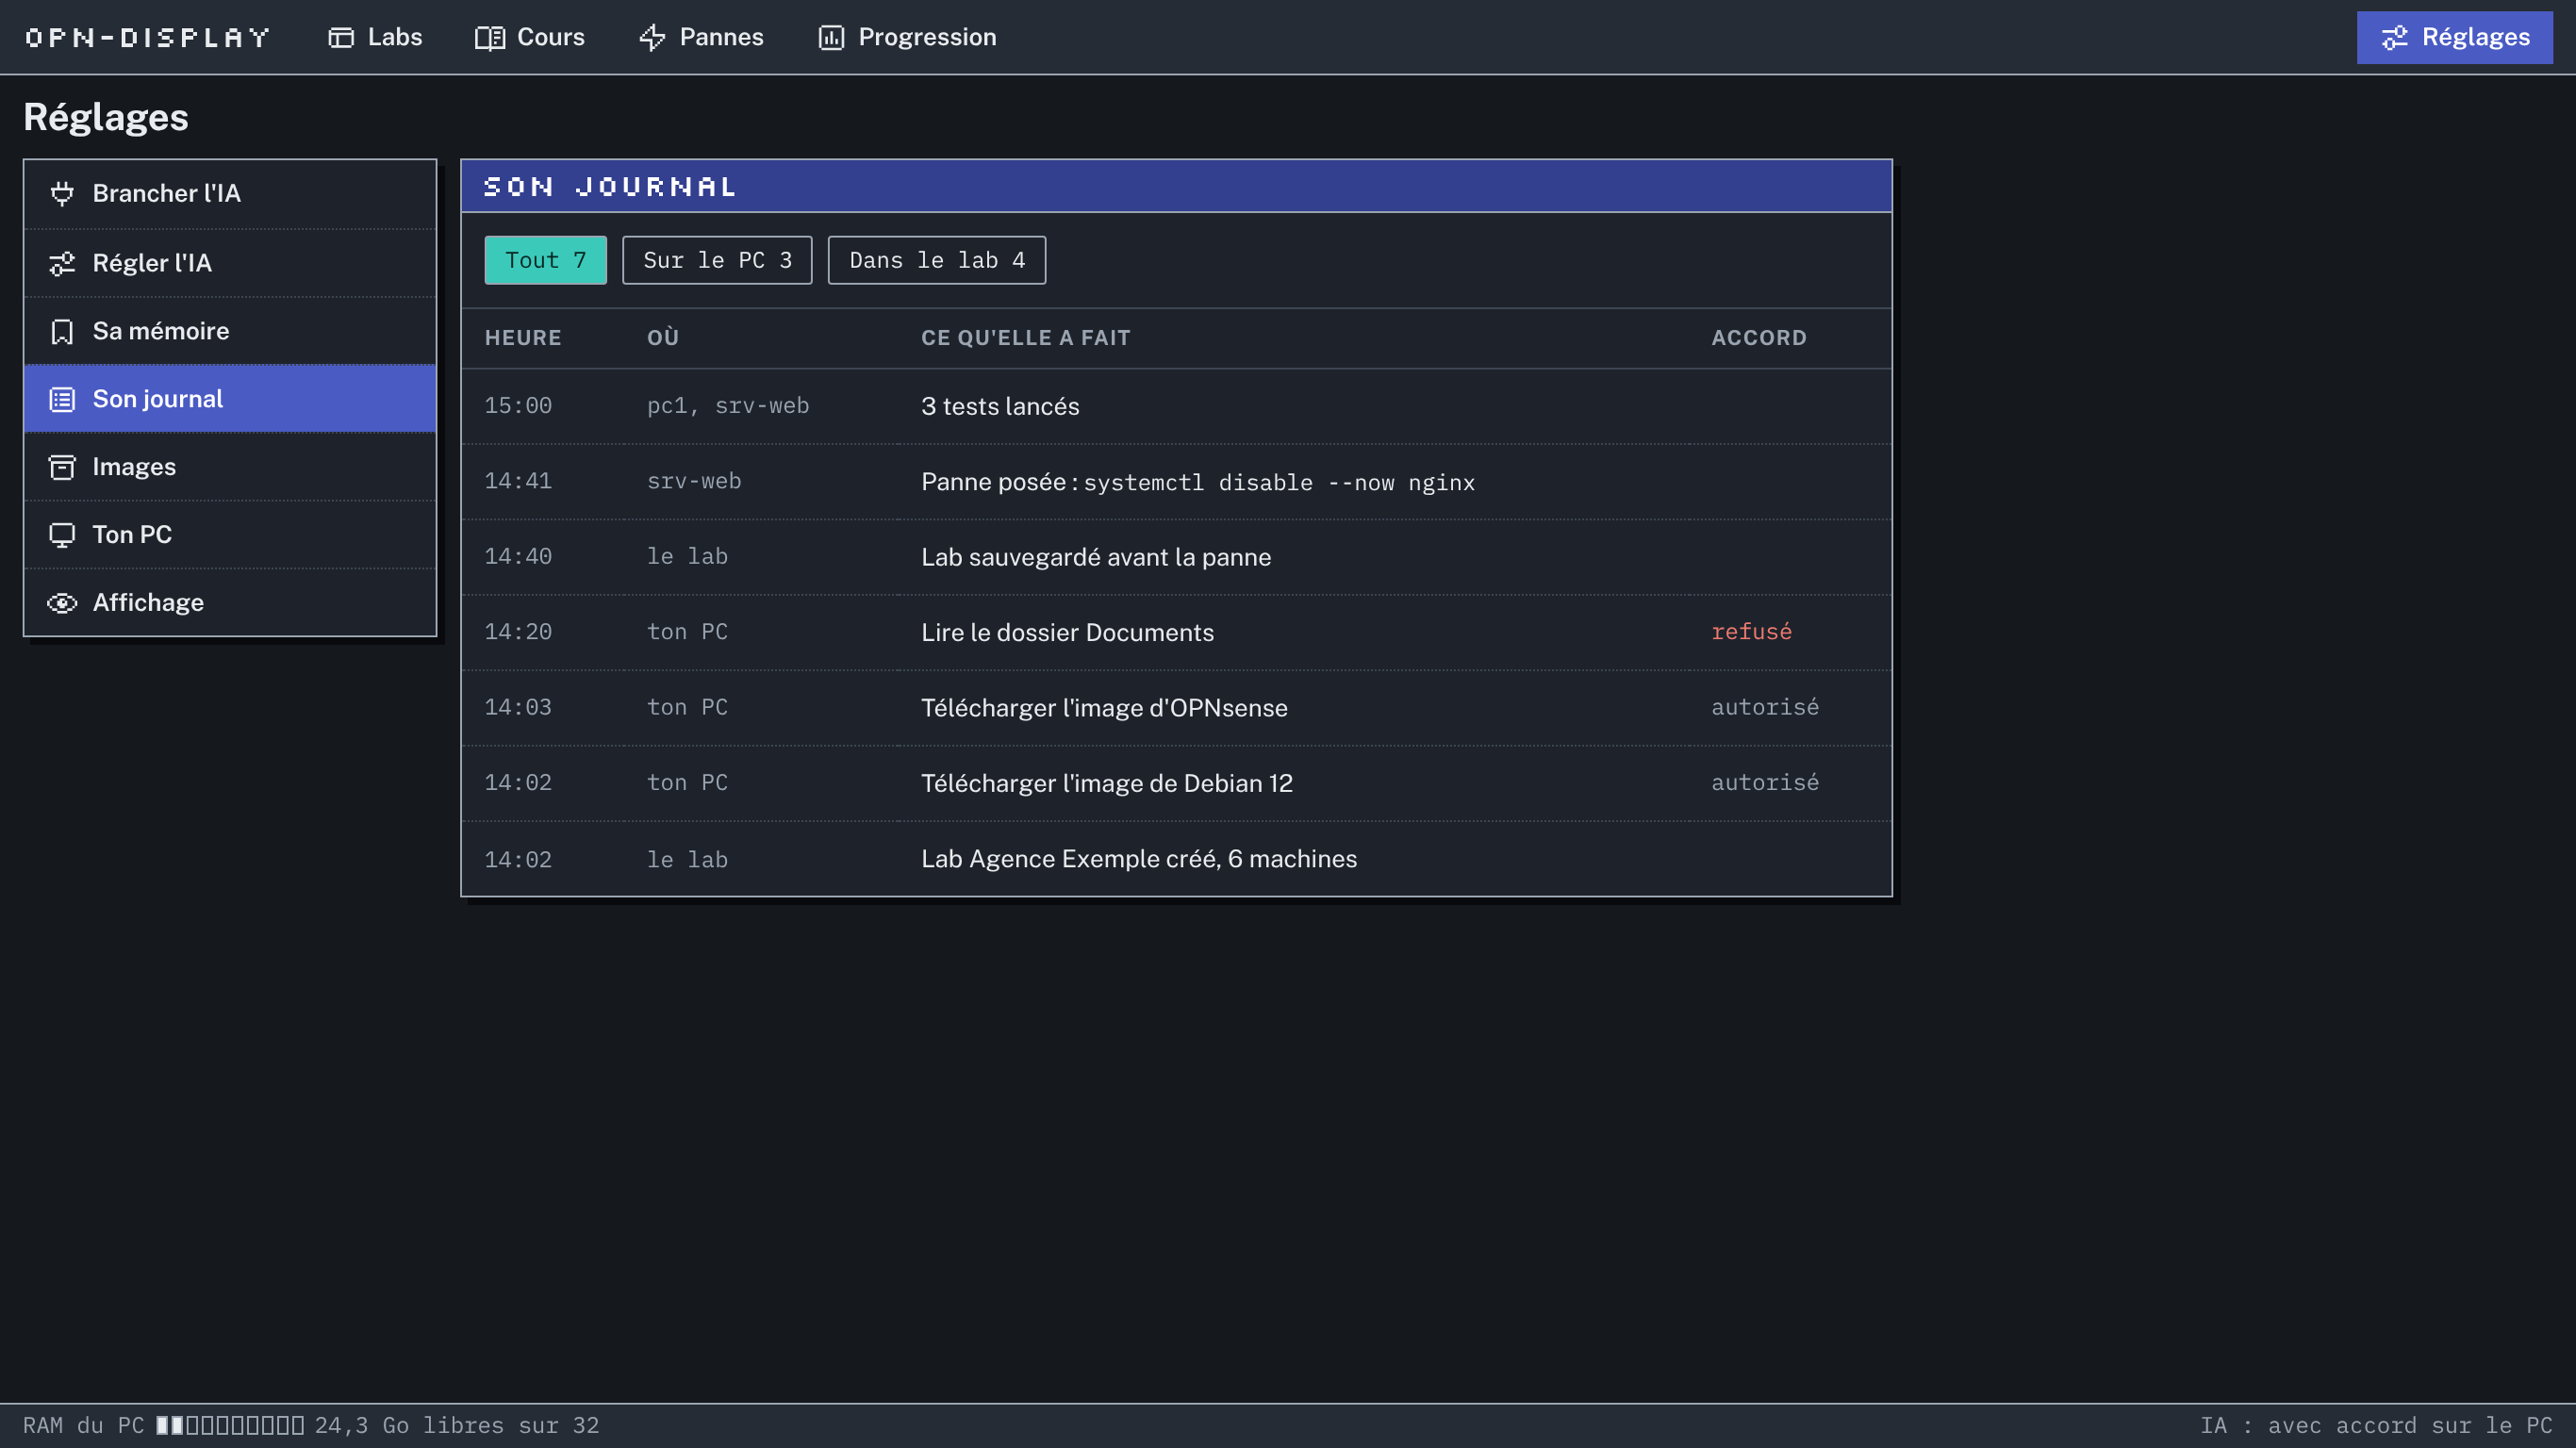 OPN-DISPLAY Labs Cours Pannes Progression Réglages
Réglages
Brancher l'IA
Régler l'IA
Sa mémoire
Son journal
Images
Ton PC
Affichage
SON JOURNAL
Tout 7 Sur le PC 3 Dans le lab 4
HEURE OÙ CE QU'ELLE A FAIT ACCORD
15:00 pc1, srv-web 3 tests lancés
14:41 srv-web Panne posée : systemctl disable --now nginx
14:40 le lab Lab sauvegardé avant la panne
14:20 ton PC Lire le dossier Documents refusé
14:03 ton PC Télécharger l'image d'OPNsense autorisé
14:02 ton PC Télécharger l'image de Debian 12 autorisé
14:02 le lab Lab Agence Exemple créé, 6 machines
RAM du PC 24,3 Go libres sur 32 IA : avec accord sur le PC